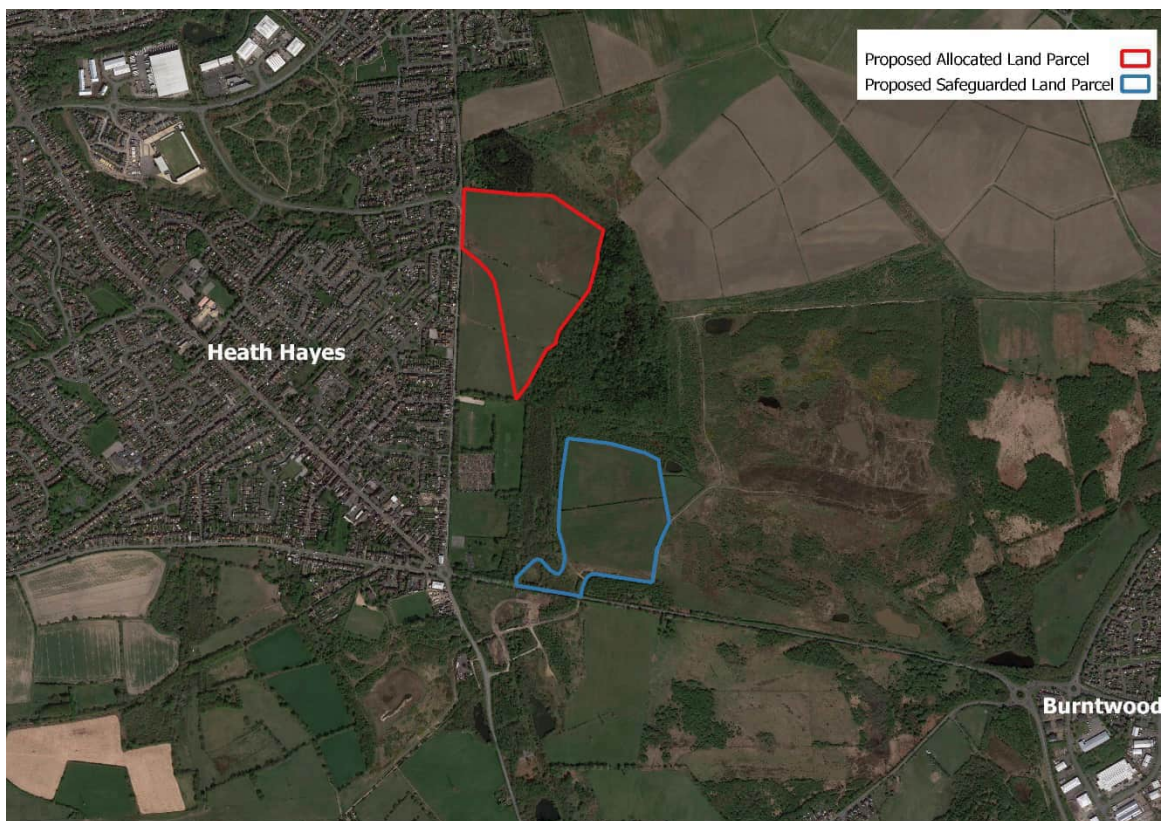 Proposed Allocated Land Parcel
Proposed Safeguarded Land Parcel
Heath Hayes
Burntwood